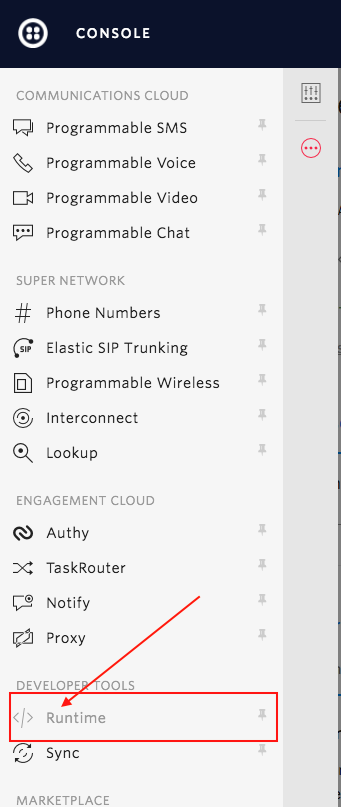 CONSOLE
COMMUNICATIONS CLOUD
Programmable SMS
Programmable Voice
Programmable Video
Programmable Chat
SUPER NETWORK
Phone Numbers
SIP Elastic SIP Trunking
Programmable Wireless
Interconnect
Lookup
ENGAGEMENT CLOUD
Authy
TaskRouter
Notify
Proxy
DEVELOPER TOOLS
</> Runtime
Sync
MARKETPLACE